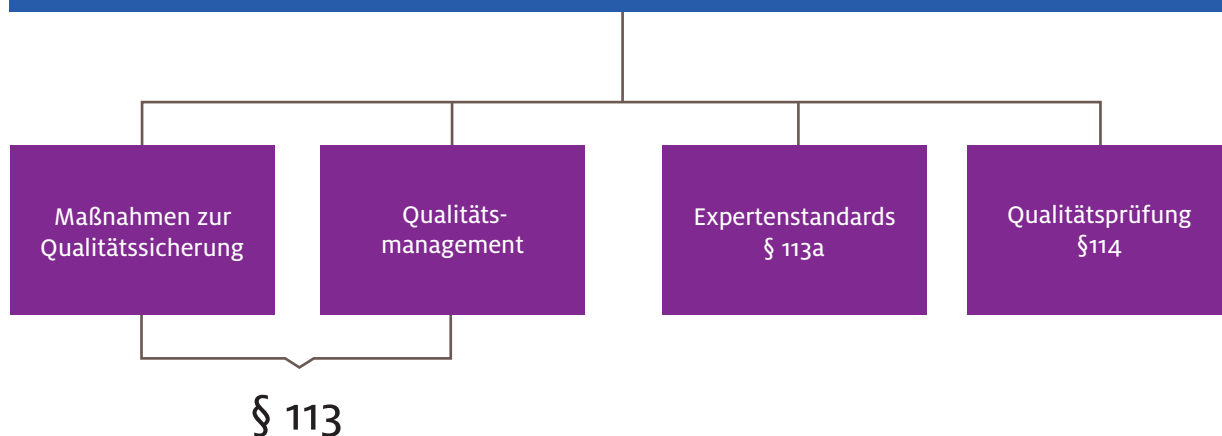 Maßnahmen zur
Qualitätssicherung
Qualitäts-
management
Expertenstandards
§ 113a
Qualitätsprüfung
§114
§ 113